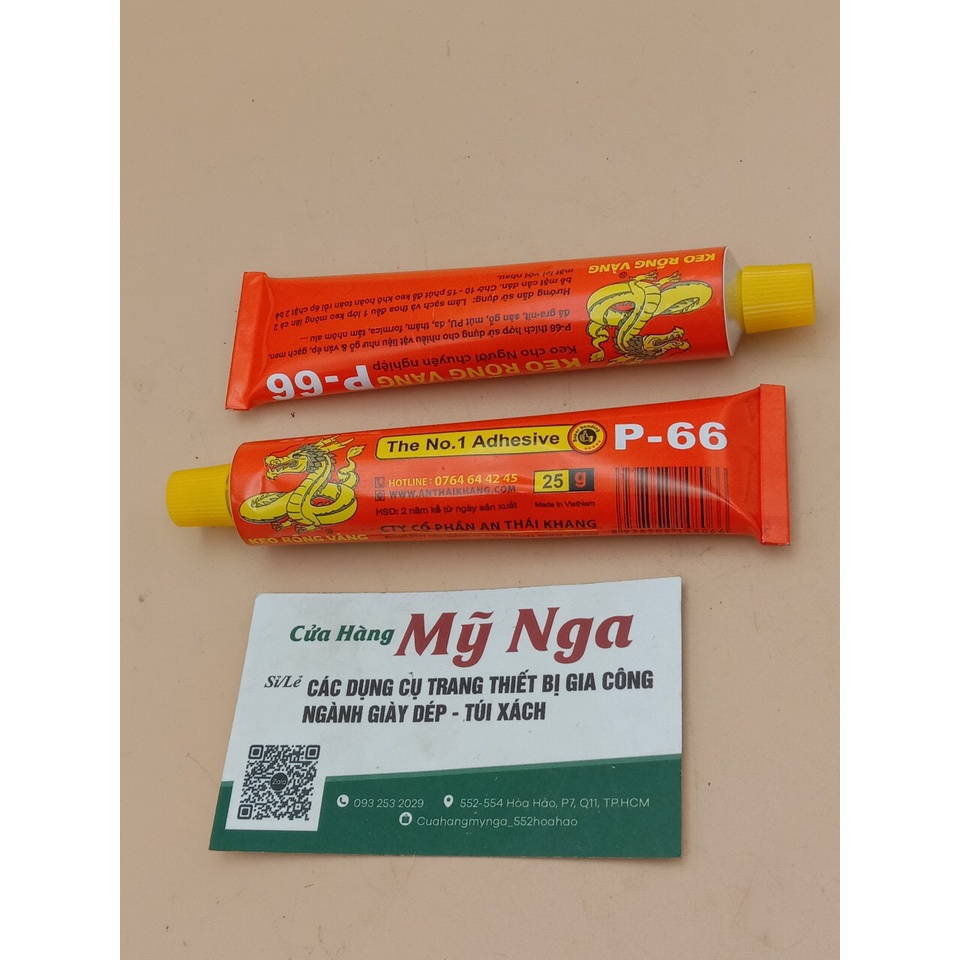 P-66
KEO RỒNG VÀNG
Keo cho Người chuyên nghiệp
P-66 thích hợp sử dụng cho nhiều vật liệu như gỗ & ván ép, gạch men,
đá gra-nit, sàn gỗ, mút PU, da, thảm, formica, tấm nhôm alu ...
Hướng dẫn sử dụng: Làm sạch và thoa đều 1 lớp keo mỏng lên cả 2
bề mặt cần dán. Chờ 10 - 15 phút để keo khô hoàn toàn rồi ép chặt 2 bề
mặt lại với nhau.
KEO RỒNG VÀNG
The No.1 Adhesive
P-66
HOTLINE : 0764 64 42 45
WWW.ANTHAIKHANG.COM
25 g
HSD: 2 năm kể từ ngày sản xuất
Made in VietNam
CTY CỔ PHẦN AN THÁI KHANG
KEO RỒNG VÀNG
Cửa Hàng Mỹ Nga
Sỉ/Lẻ CÁC DỤNG CỤ TRANG THIẾT BỊ GIA CÔNG
NGÀNH GIÀY DÉP - TÚI XÁCH
Zalo
093 253 2029
552-554 Hòa Hảo, P7, Q11, TP.HCM
Cuahangmynga_552hoahao